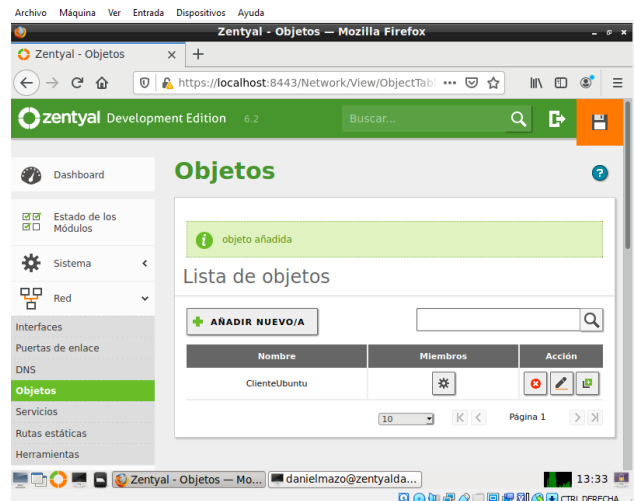 Archivo Máquina Ver Entrada Dispositivos Ayuda
Zentyal - Objetos — Mozilla Firefox
Zentyal - Objetos
https://localhost:8443/Network/View/ObjectTabl
zentyal Development Edition 6.2
Buscar...
Dashboard
Objetos
Estado de los
Módulos
objeto añadida
Sistema
Lista de objetos
Red
AÑADIR NUEVO/A
Interfaces
Puertas de enlace
Nombre Miembros Acción
DNS
ClienteUbuntu
Objetos
Servicios
10 Página 1
Rutas estáticas
Herramientas
Zentyal - Objetos — Mo... danielmazo@zentyalda... 13:33
CTRL DERECHA